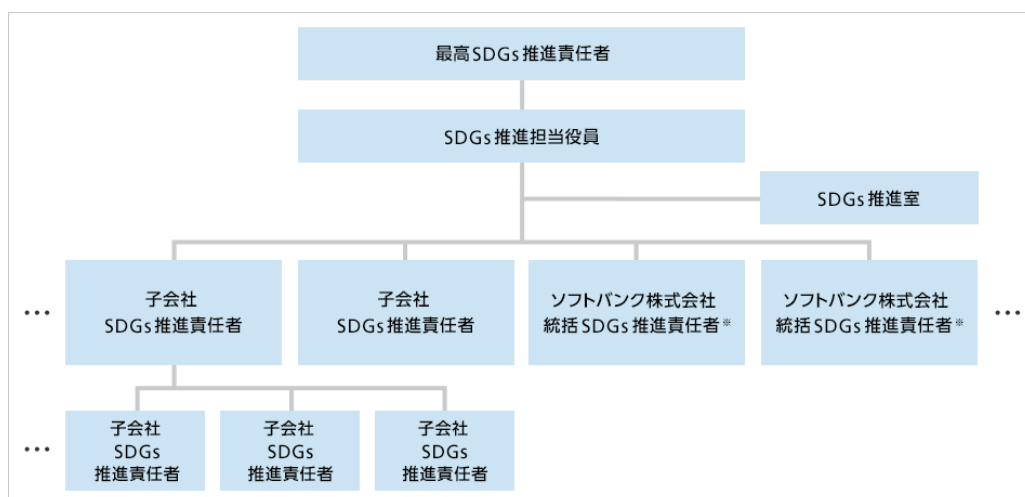 最高SDGs推進責任者
SDGs推進担当役員
SDGs推進室
…
子会社
SDGs推進責任者
子会社
SDGs推進責任者
ソフトバンク株式会社
統括SDGs推進責任者※
ソフトバンク株式会社
統括SDGs推進責任者※
…
…
子会社
SDGs
推進責任者
子会社
SDGs
推進責任者
子会社
SDGs
推進責任者